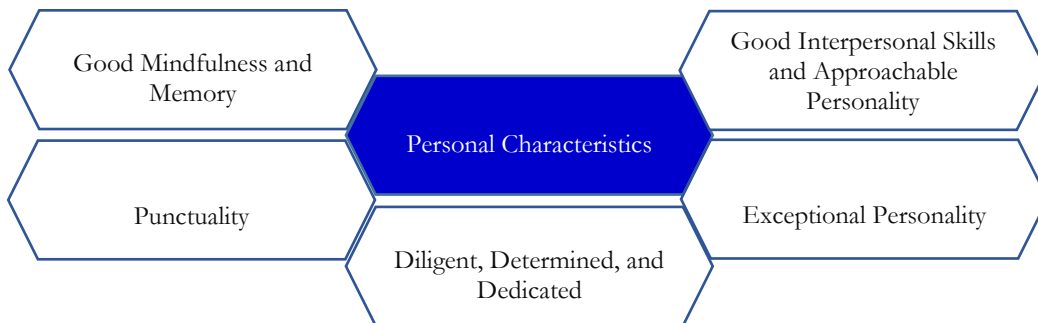 Good Mindfulness and
Memory
Good Interpersonal Skills
and Approachable
Personality
Personal Characteristics
Punctuality
Exceptional Personality
Diligent, Determined, and
Dedicated